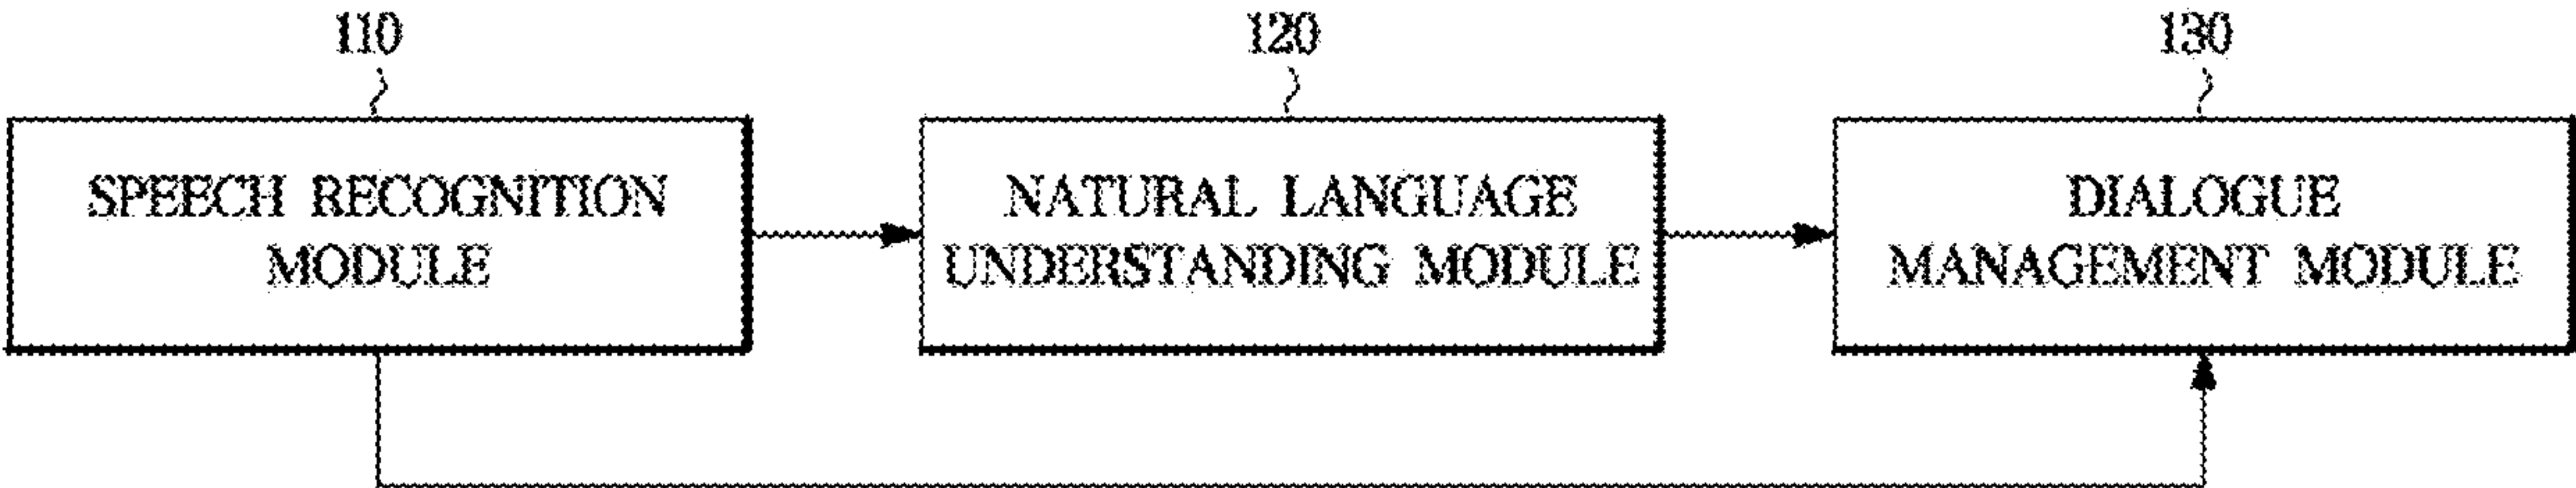 110
SPEECH RECOGNITION
MODULE
120
NATURAL LANGUAGE
UNDERSTANDING MODULE
130
DIALOGUE
MANAGEMENT MODULE